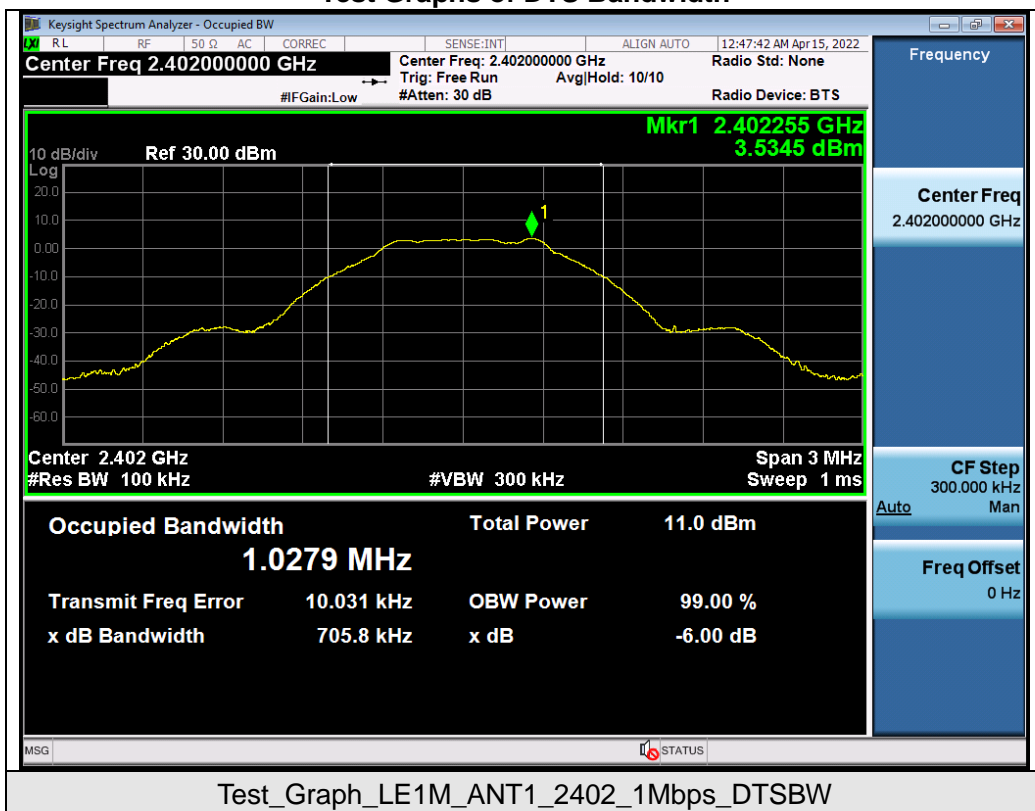 Test Graphs of DTS Bandwidth
Keysight Spectrum Analyzer - Occupied BW
LXI RL RF 50 Ω AC CORREC SENSE:INT ALIGN AUTO 12:47:42 AM Apr 15, 2022
Center Freq 2.402000000 GHz
Center Freq: 2.402000000 GHz Radio Std: None
Trig: Free Run Avg|Hold: 10/10
#IFGain:Low #Atten: 30 dB Radio Device: BTS
Mkr1 2.402255 GHz
3.5345 dBm
10 dB/div Ref 30.00 dBm
Log
20.0
10.0
0.00
-10.0
-20.0
-30.0
-40.0
-50.0
-60.0
1
Center 2.402 GHz Span 3 MHz
#Res BW 100 kHz #VBW 300 kHz Sweep 1 ms
Occupied Bandwidth Total Power 11.0 dBm
1.0279 MHz
Transmit Freq Error 10.031 kHz OBW Power 99.00 %
x dB Bandwidth 705.8 kHz x dB -6.00 dB
MSG STATUS
Frequency
Center Freq
2.402000000 GHz
CF Step
300.000 kHz
Auto Man
Freq Offset
0 Hz
Test_Graph_LE1M_ANT1_2402_1Mbps_DTSBW